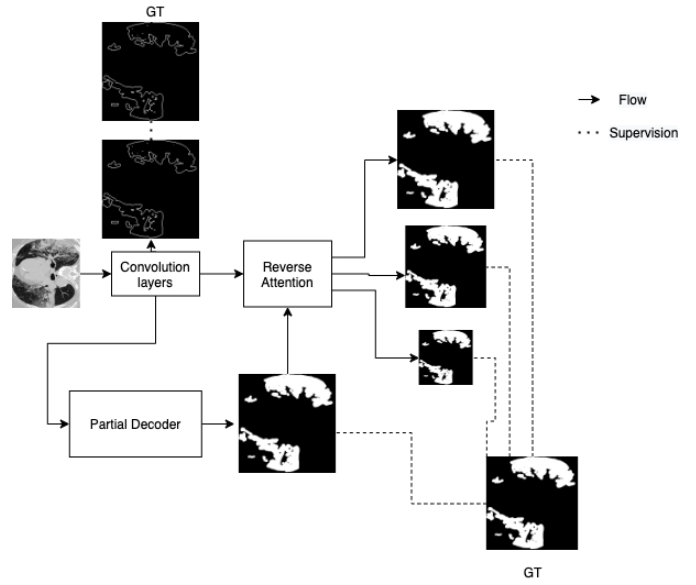 GT
Flow
Supervision
Convolution
layers
Reverse
Attention
Partial Decoder
GT